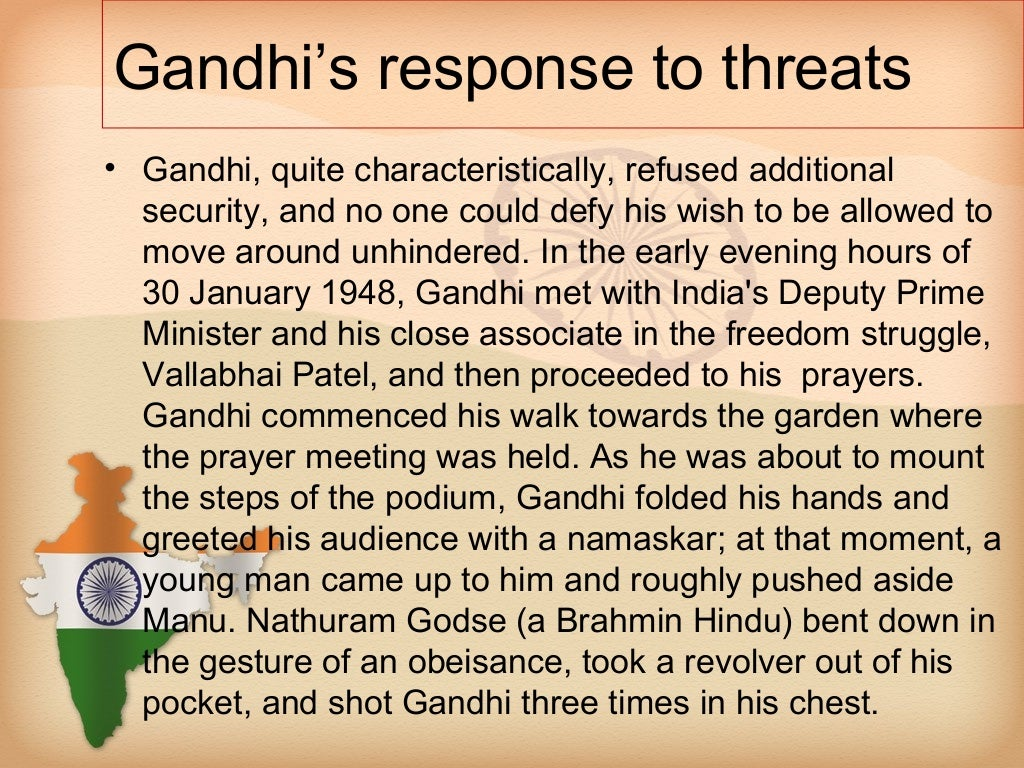 Gandhi’s response to threats
• Gandhi, quite characteristically, refused additional
security, and no one could defy his wish to be allowed to
move around unhindered. In the early evening hours of
30 January 1948, Gandhi met with India's Deputy Prime
Minister and his close associate in the freedom struggle,
Vallabhai Patel, and then proceeded to his  prayers.
Gandhi commenced his walk towards the garden where
the prayer meeting was held. As he was about to mount
the steps of the podium, Gandhi folded his hands and
greeted his audience with a namaskar; at that moment, a
young man came up to him and roughly pushed aside
Manu. Nathuram Godse (a Brahmin Hindu) bent down in
the gesture of an obeisance, took a revolver out of his
pocket, and shot Gandhi three times in his chest.